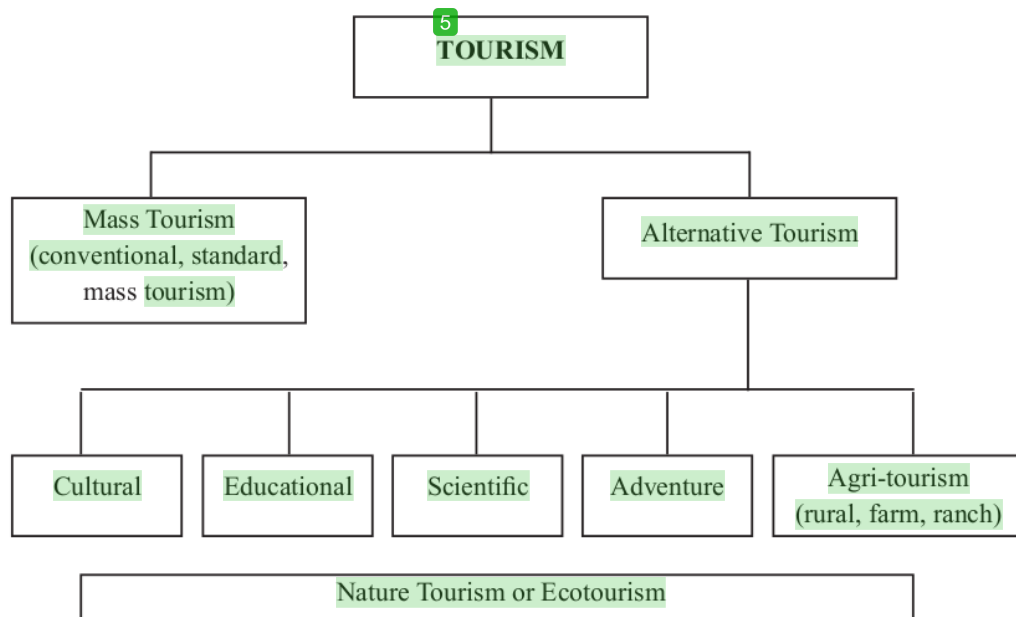 5
TOURISM
Mass Tourism
(conventional, standard,
mass tourism)
Alternative Tourism
Cultural
Educational
Scientific
Adventure
Agri-tourism
(rural, farm, ranch)
Nature Tourism or Ecotourism